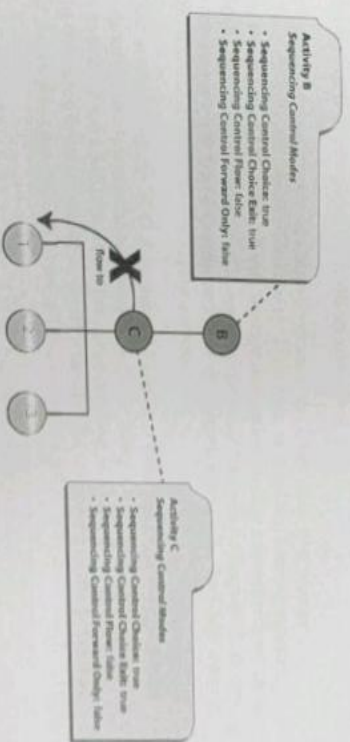 Activity B
Sequencing Control Modes
• Sequencing Control Choice: true
• Sequencing Control Choice Exit: true
• Sequencing Control Flow: false
• Sequencing Control Forward Only: false
B
C
X
flow to
1
2
3
Activity C
Sequencing Control Modes
• Sequencing Control Choice: true
• Sequencing Control Choice Exit: true
• Sequencing Control Flow: false
• Sequencing Control Forward Only: false